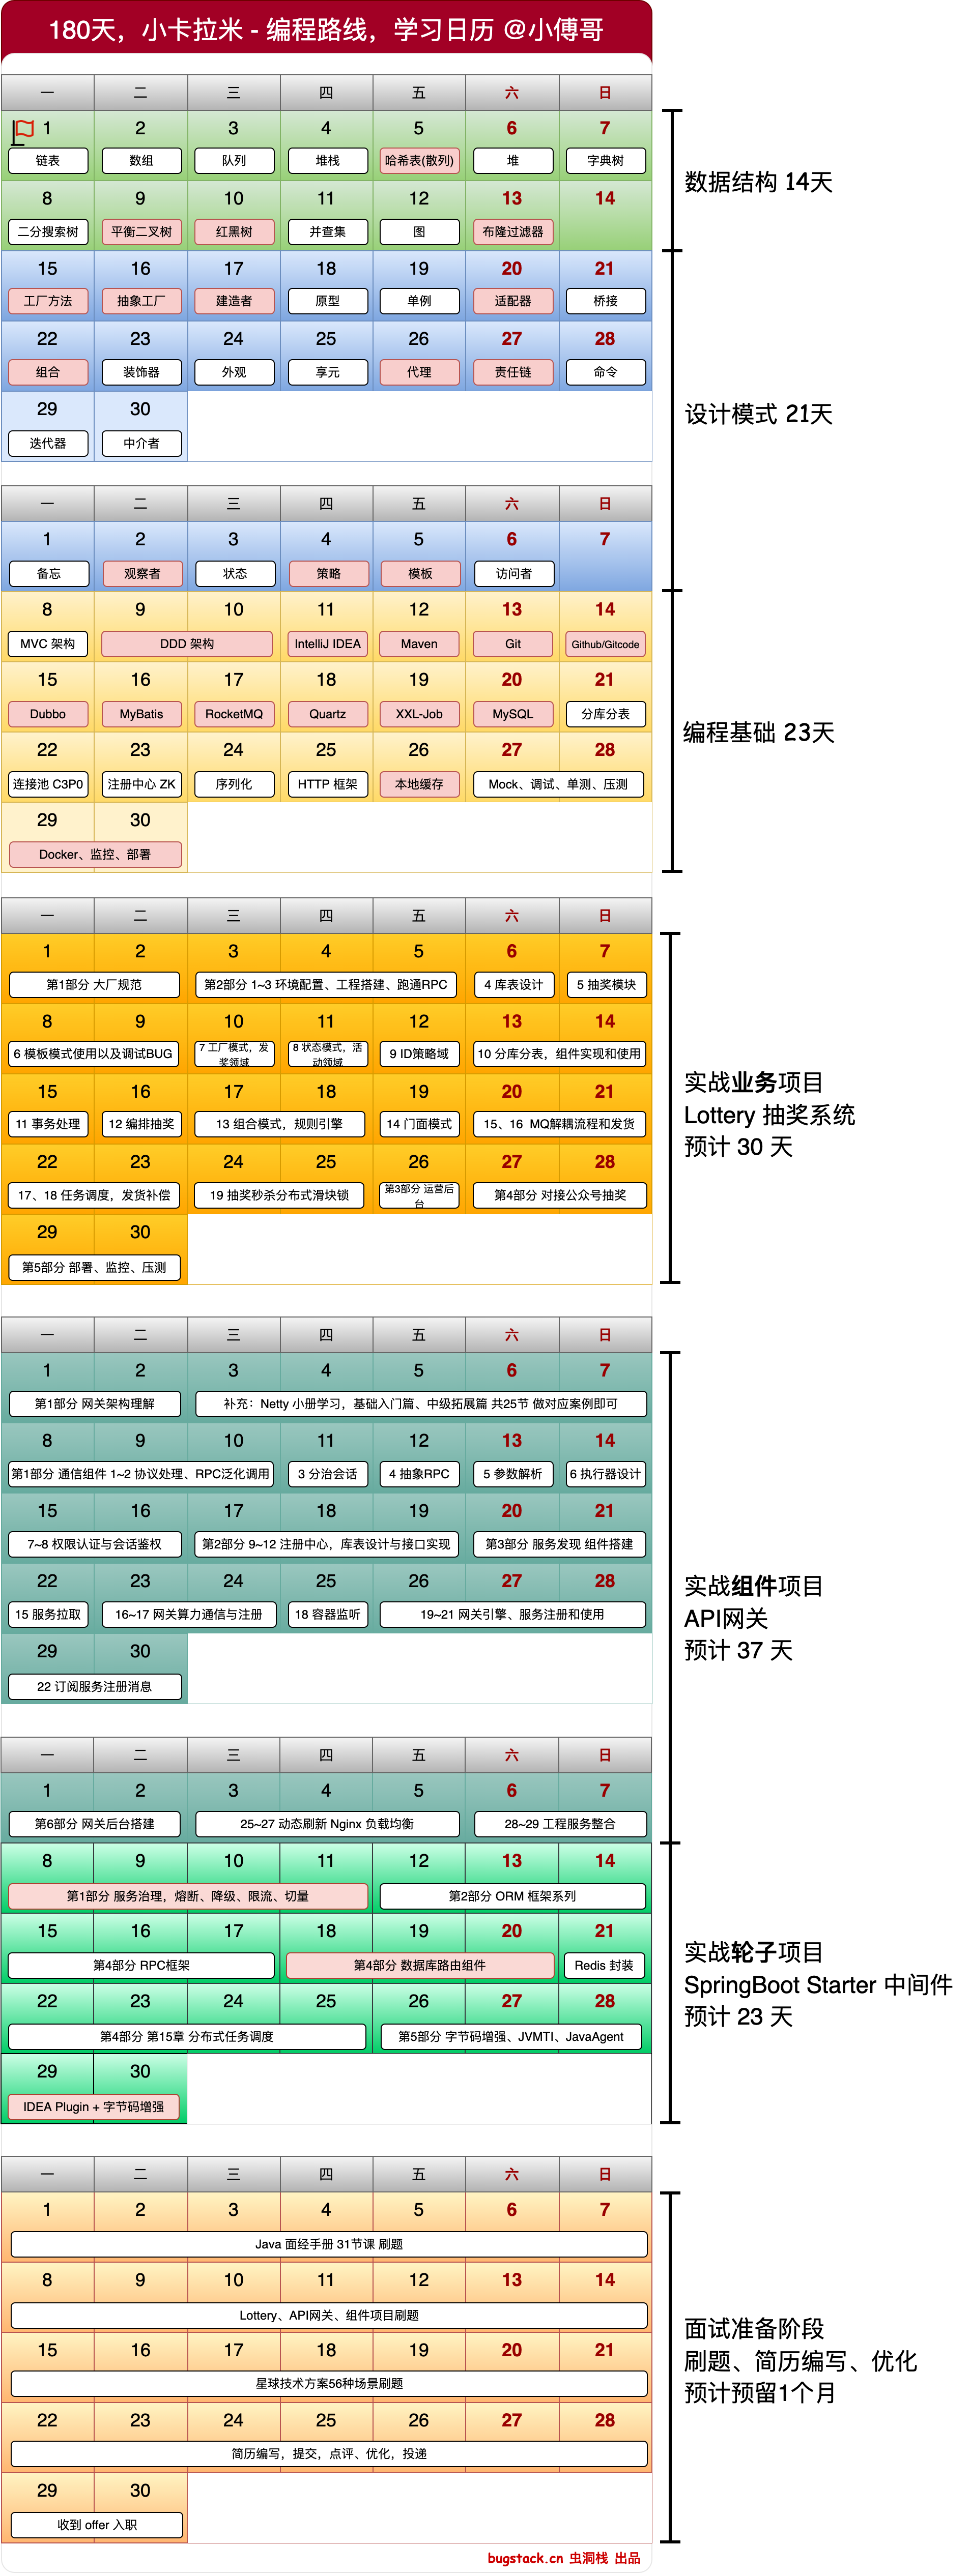 180天，小卡拉米 - 编程路线，学习日历 @小傅哥
一 二 三 四 五 六 日
1 2 3 4 5 6 7
链表 数组 队列 堆栈 哈希表(散列) 堆 字典树
8 9 10 11 12 13 14
二分搜索树 平衡二叉树 红黑树 并查集 图 布隆过滤器
数据结构 14天
15 16 17 18 19 20 21
工厂方法 抽象工厂 建造者 原型 单例 适配器 桥接
22 23 24 25 26 27 28
组合 装饰器 外观 享元 代理 责任链 命令
29 30
迭代器 中介者
设计模式 21天
一 二 三 四 五 六 日
1 2 3 4 5 6 7
备忘 观察者 状态 策略 模板 访问者
8 9 10 11 12 13 14
MVC 架构 DDD 架构 IntelliJ IDEA Maven Git Github/Gitcode
15 16 17 18 19 20 21
Dubbo MyBatis RocketMQ Quartz XXL-Job MySQL 分库分表
22 23 24 25 26 27 28
连接池 C3P0 注册中心 ZK 序列化 HTTP 框架 本地缓存 Mock、调试、单测、压测
29 30
Docker、监控、部署
编程基础 23天
一 二 三 四 五 六 日
1 2 3 4 5 6 7
第1部分 大厂规范 第2部分 1~3 环境配置、工程搭建、跑通RPC 4 库表设计 5 抽奖模块
8 9 10 11 12 13 14
6 模板模式使用以及调试BUG 7 工厂模式，发奖领域 8 状态模式，活动领域 9 ID策略域 10 分库分表，组件实现和使用
15 16 17 18 19 20 21
11 事务处理 12 编排抽奖 13 组合模式，规则引擎 14 门面模式 15、16 MQ解耦流程和发货
22 23 24 25 26 27 28
17、18 任务调度，发货补偿 19 抽奖秒杀分布式滑块锁 第3部分 运营后台 第4部分 对接公众号抽奖
29 30
第5部分 部署、监控、压测
实战业务项目
Lottery 抽奖系统
预计 30 天
一 二 三 四 五 六 日
1 2 3 4 5 6 7
第1部分 网关架构理解 补充：Netty 小册学习，基础入门篇、中级拓展篇 共25节 做对应案例即可
8 9 10 11 12 13 14
第1部分 通信组件 1~2 协议处理、RPC泛化调用 3 分治会话 4 抽象RPC 5 参数解析 6 执行器设计
15 16 17 18 19 20 21
7~8 权限认证与会话鉴权 第2部分 9~12 注册中心，库表设计与接口实现 第3部分 服务发现 组件搭建
22 23 24 25 26 27 28
15 服务拉取 16~17 网关算力通信与注册 18 容器监听 19~21 网关引擎、服务注册和使用
29 30
22 订阅服务注册消息
实战组件项目
API网关
预计 37 天
一 二 三 四 五 六 日
1 2 3 4 5 6 7
第6部分 网关后台搭建 25~27 动态刷新 Nginx 负载均衡 28~29 工程服务整合
8 9 10 11 12 13 14
第1部分 服务治理，熔断、降级、限流、切量 第2部分 ORM 框架系列
15 16 17 18 19 20 21
第4部分 RPC框架 第4部分 数据库路由组件 Redis 封装
22 23 24 25 26 27 28
第4部分 第15章 分布式任务调度 第5部分 字节码增强、JVMTI、JavaAgent
29 30
IDEA Plugin + 字节码增强
实战轮子项目
SpringBoot Starter 中间件
预计 23 天
一 二 三 四 五 六 日
1 2 3 4 5 6 7
Java 面经手册 31节课 刷题
8 9 10 11 12 13 14
Lottery、API网关、组件项目刷题
15 16 17 18 19 20 21
星球技术方案56种场景刷题
22 23 24 25 26 27 28
简历编写，提交，点评、优化，投递
29 30
收到 offer 入职
面试准备阶段
刷题、简历编写、优化
预计预留1个月
bugstack.cn 虫洞栈 出品